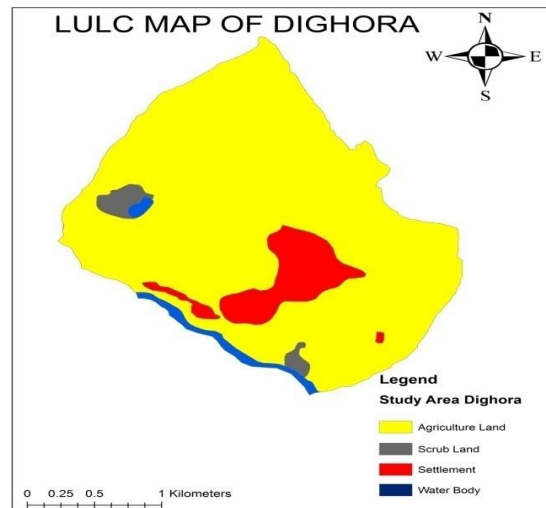 LULC MAP OF DIGHORA
N
W E
S
Legend
Study Area Dighora
Agriculture Land
Scrub Land
Settlement
Water Body
0 0.25 0.5 1 Kilometers